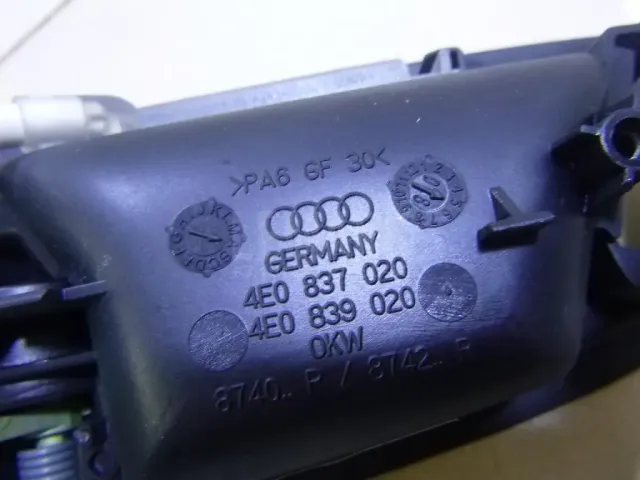 >PA6 GF 30<
GERMANY
4E0 837 020
4E0 839 020
0KW
8740.. P / 8742.. P